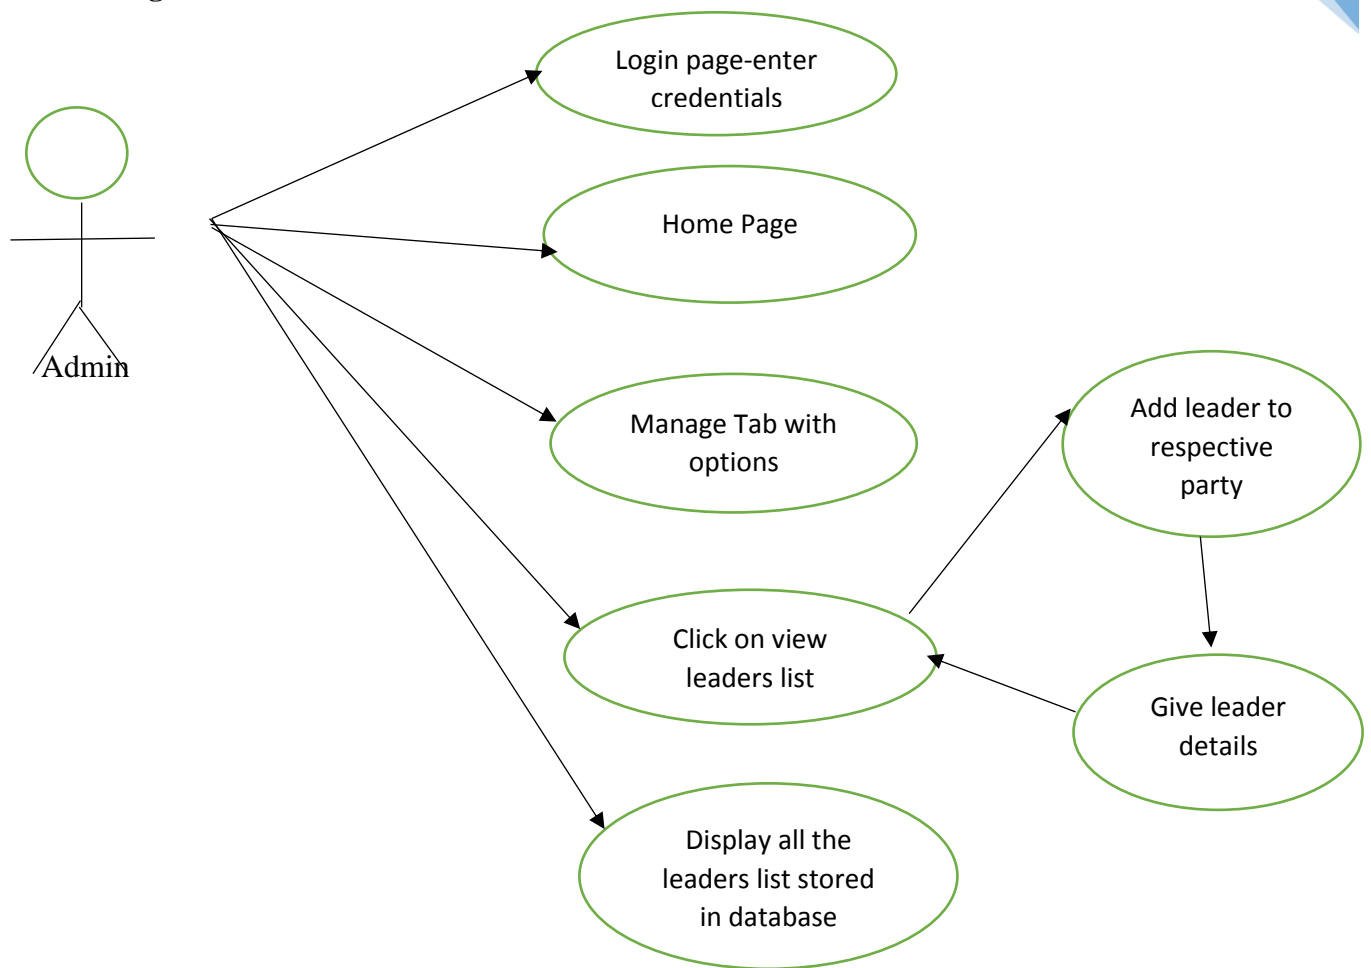 Login page-enter
credentials
Home Page
Admin
Manage Tab with
options
Add leader to
respective
party
Click on view
leaders list
Give leader
details
Display all the
leaders list stored
in database